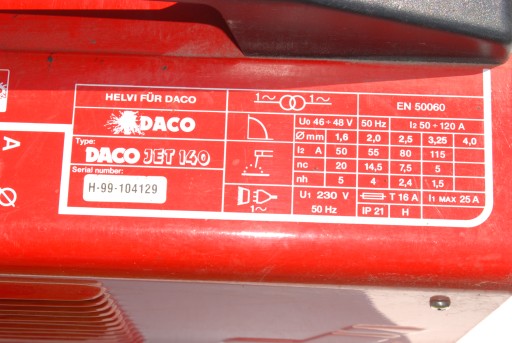 HELVI FÜR DACO
1~ 1~
EN 50060
DACO
U0 46÷48 V 50 Hz I2 50÷120 A
Ø mm 1,6 2,0 2,5 3,25 4,0
Type:
DACO JET 140
I2 A 50 55 80 115
nc 20 14,5 7,5 5
nh 5 4 2,4 1,5
Serial number:
H-99-104129
1~
U1 230 V
50 Hz
T 16 A I1 MAX 25 A
IP 21 H
A
Ø